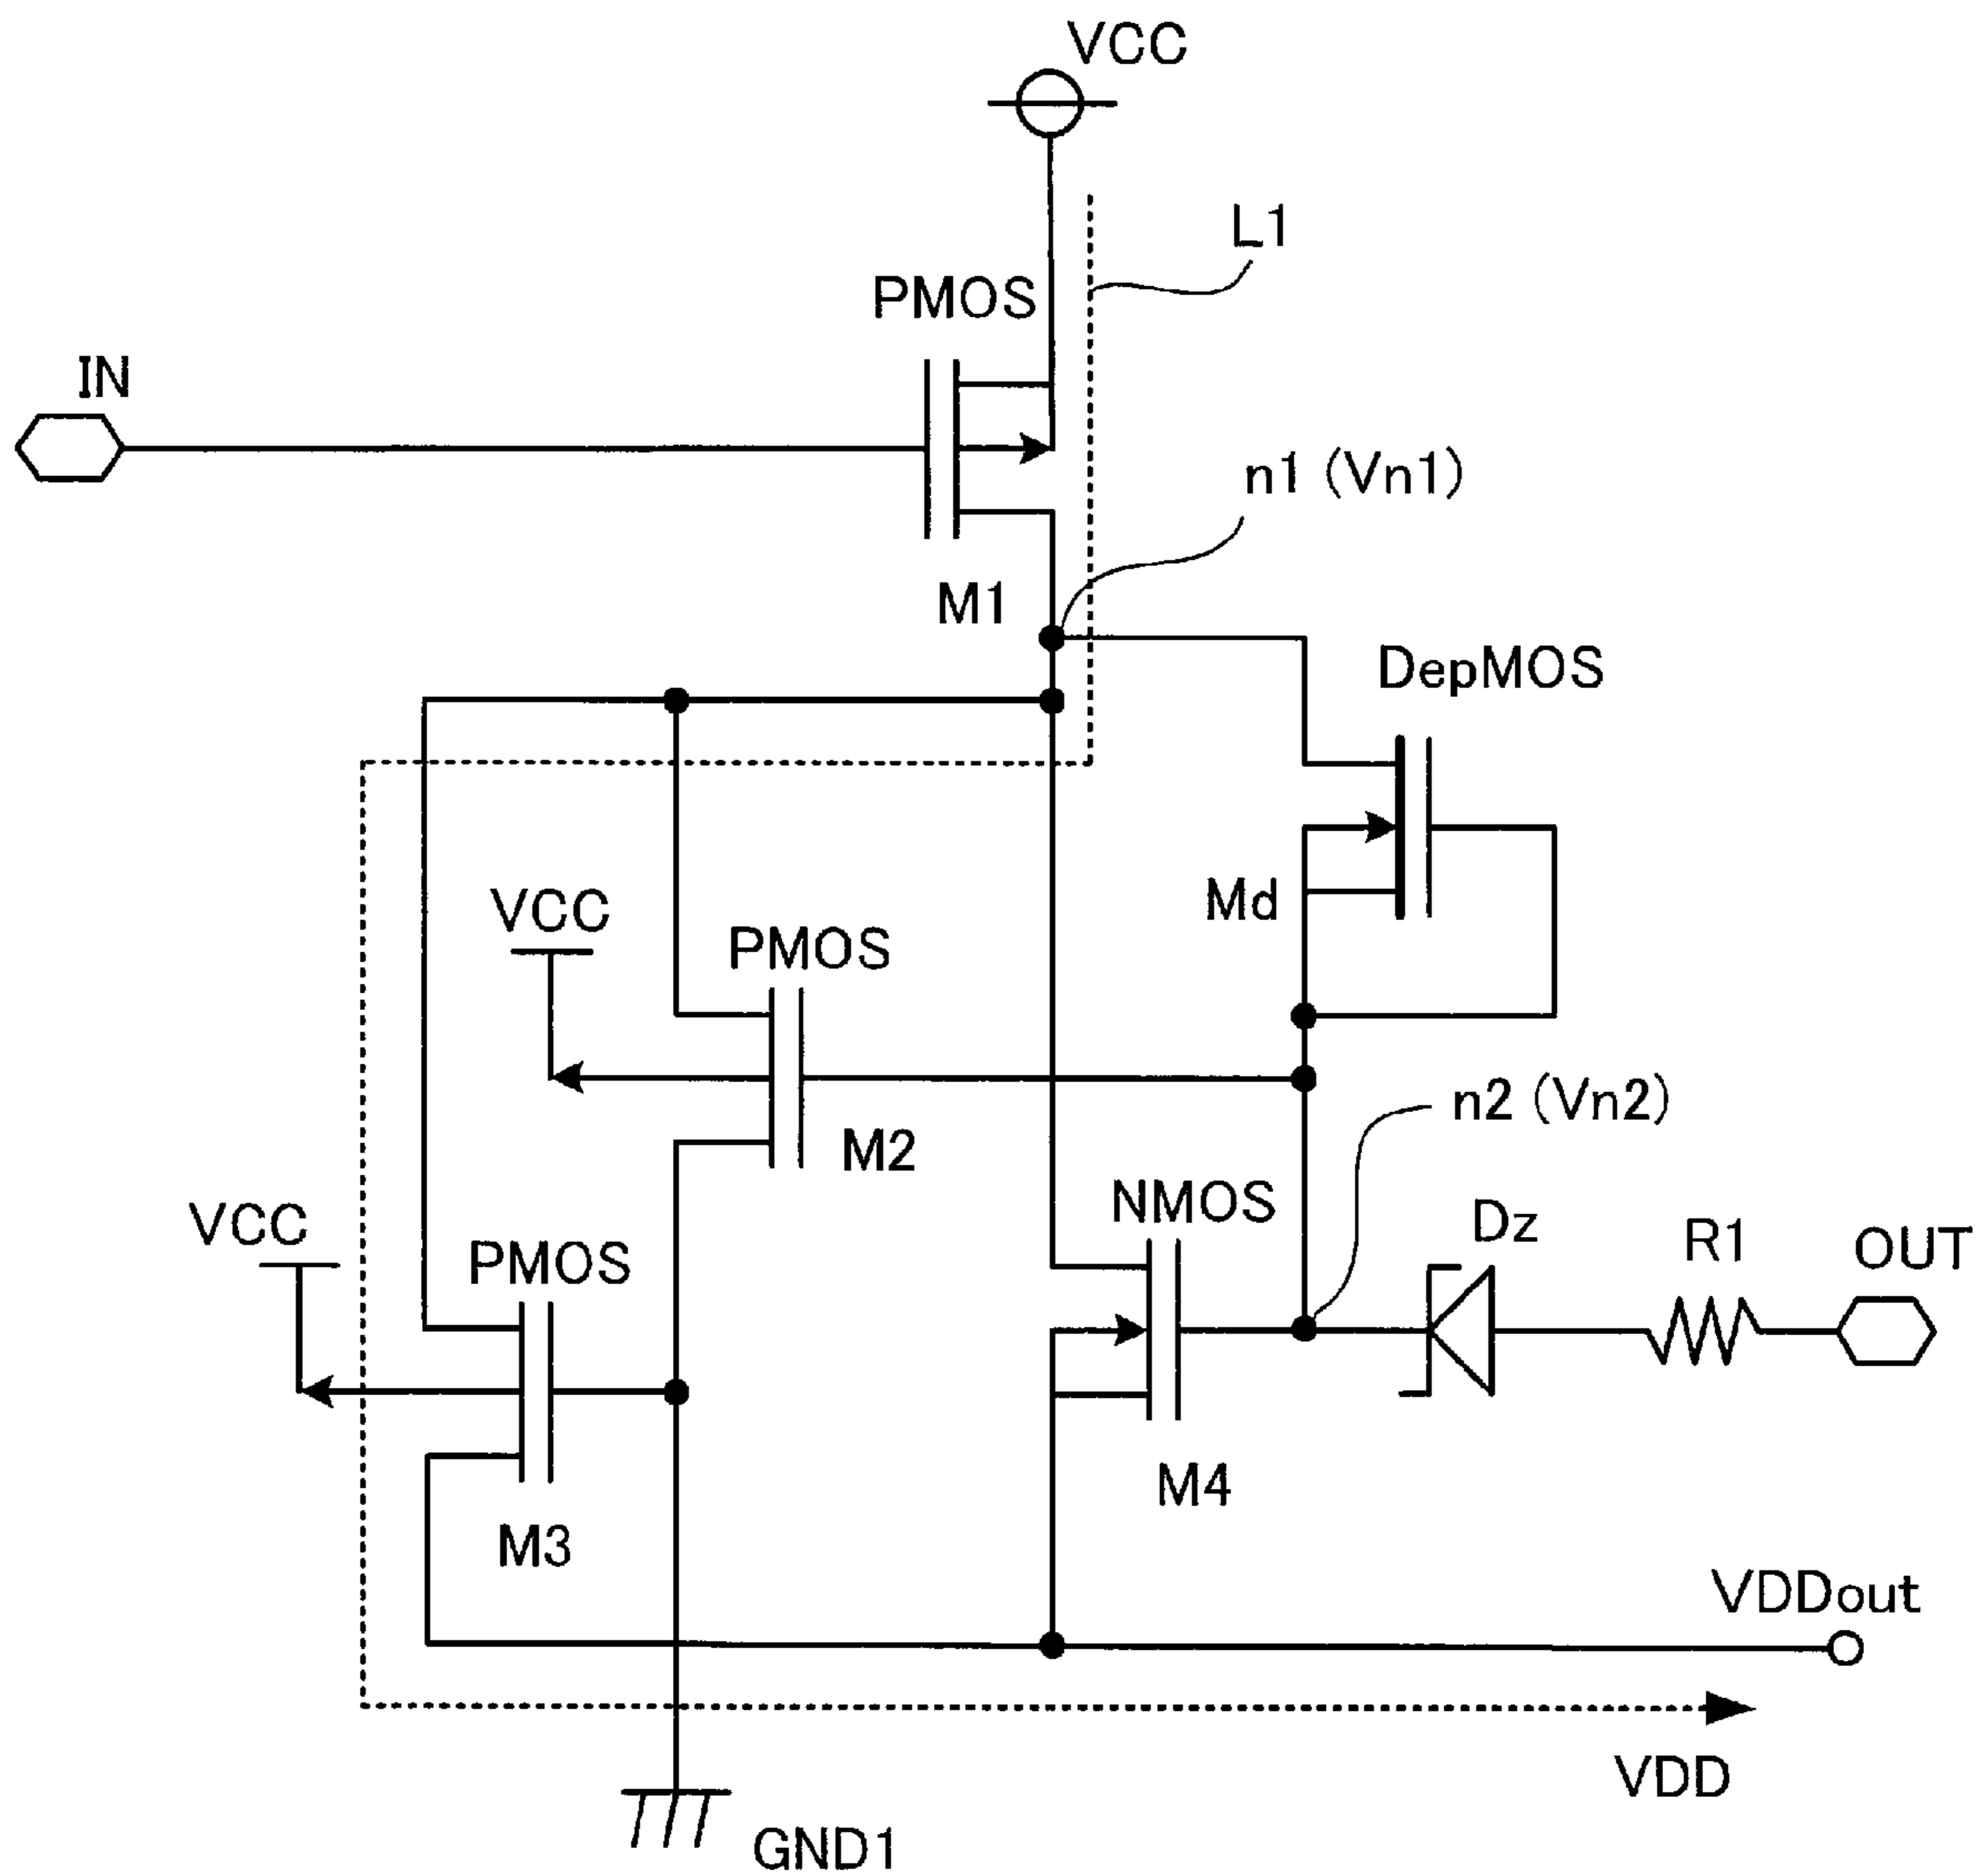 VCC
L1
PMOS
IN
n1 (Vn1)
M1
DepMOS
VCC
PMOS
Md
n2 (Vn2)
M2
NMOS
Dz
R1
OUT
VCC
PMOS
M4
M3
VDDout
VDD
GND1